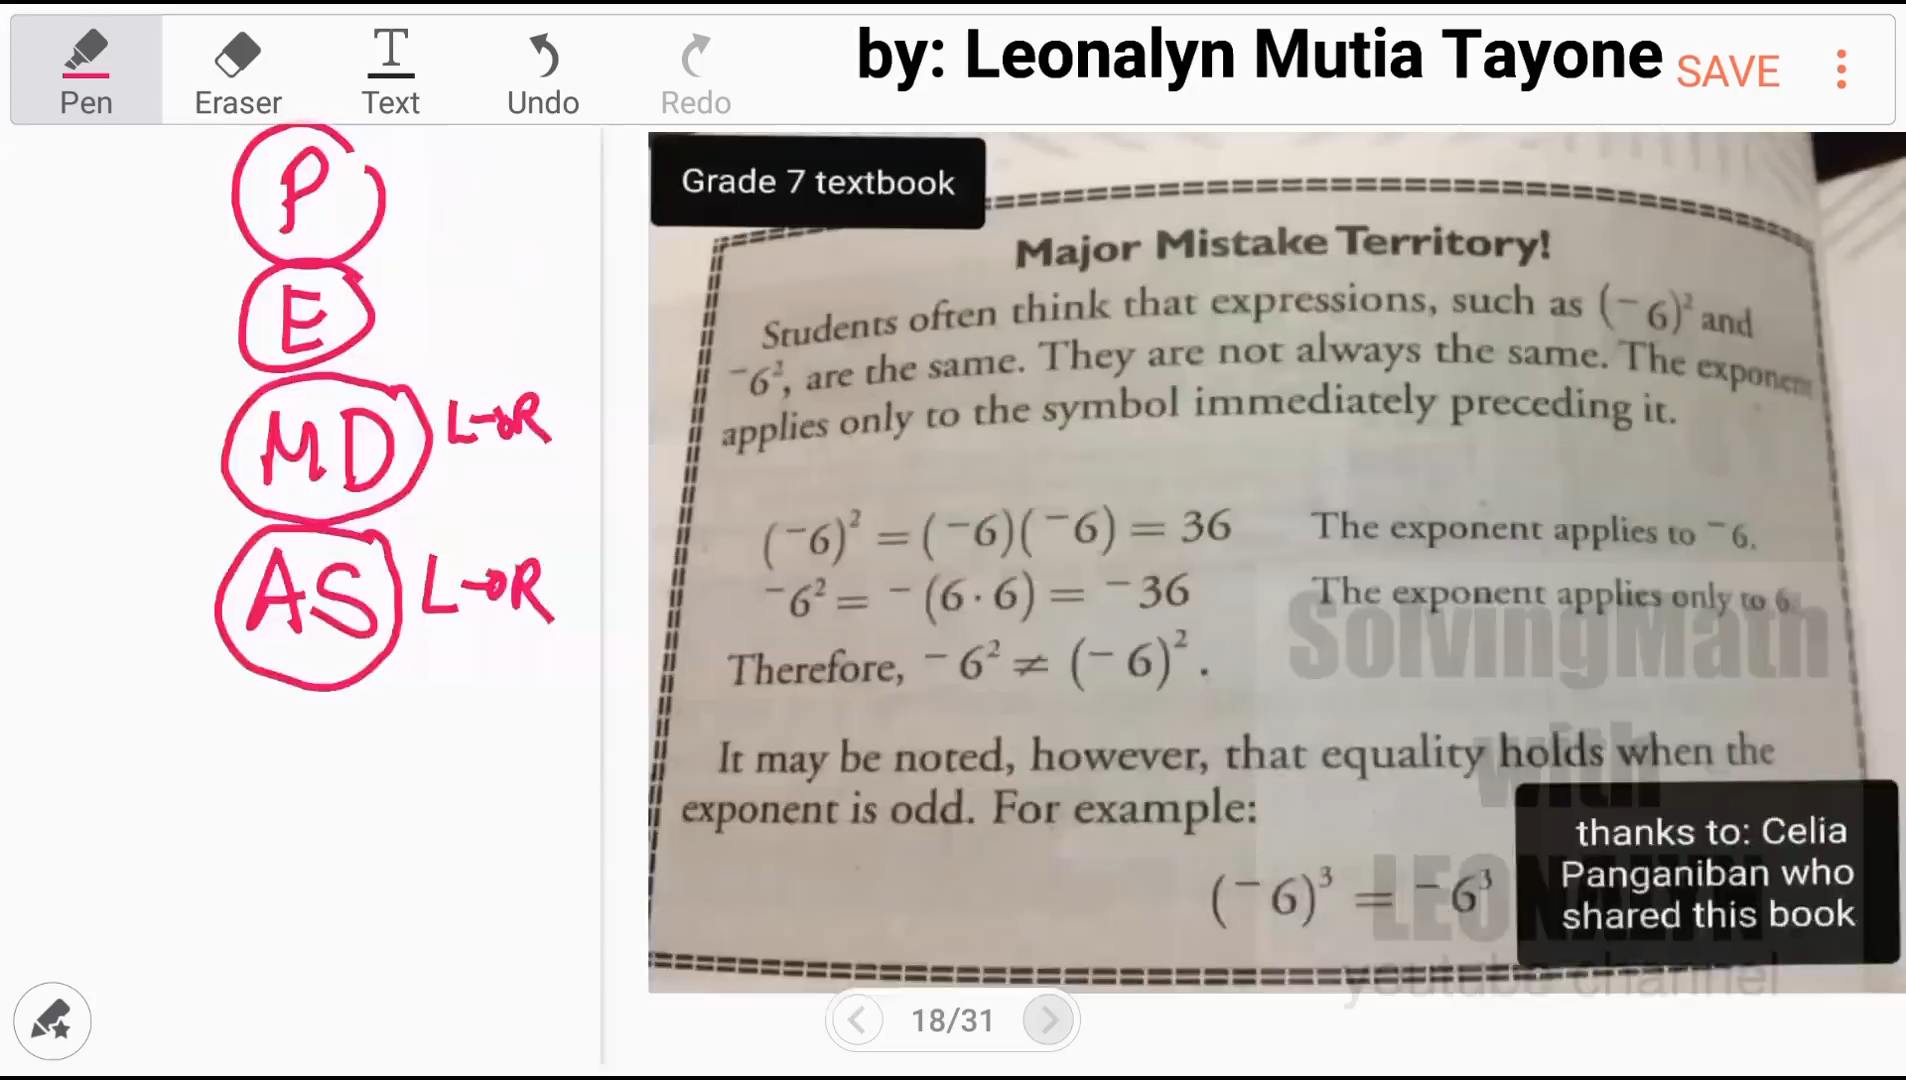 by: Leonalyn Mutia Tayone
SAVE
Pen
Eraser
Text
Undo
Redo
P
E
MD L→R
AS L→R
Grade 7 textbook
Major Mistake Territory!
Students often think that expressions, such as (⁻6)² and
⁻6², are the same. They are not always the same. The exponent
applies only to the symbol immediately preceding it.
(⁻6)² = (⁻6)(⁻6) = 36 The exponent applies to ⁻6.
⁻6² = ⁻(6·6) = ⁻36 The exponent applies only to 6
Therefore, ⁻6² ≠ (⁻6)².
It may be noted, however, that equality holds when the
exponent is odd. For example:
(⁻6)³ = ⁻6³
SolvingMath
with
LEONALYN
youtube channel
thanks to: Celia
Panganiban who
shared this book
18/31